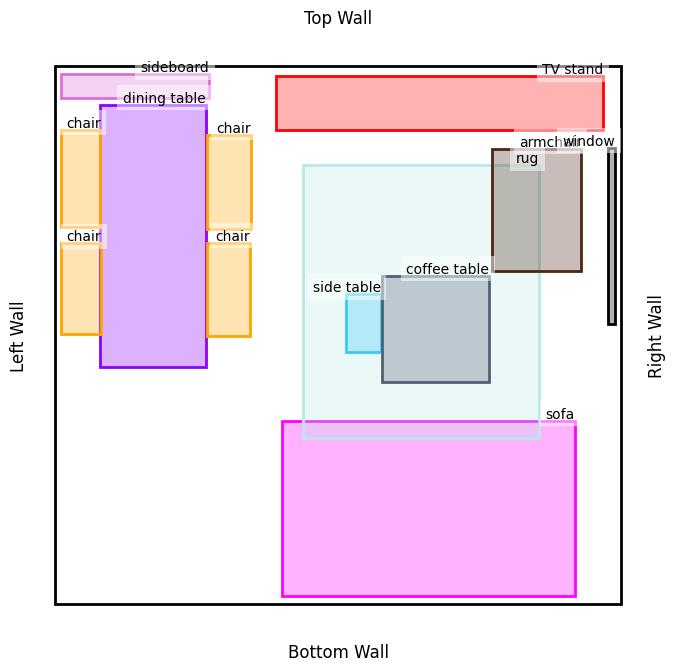 Top Wall
sideboard
TV stand
dining table
chair
chair
armchair
window
rug
chair
chair
coffee table
side table
Left Wall
Right Wall
sofa
Bottom Wall